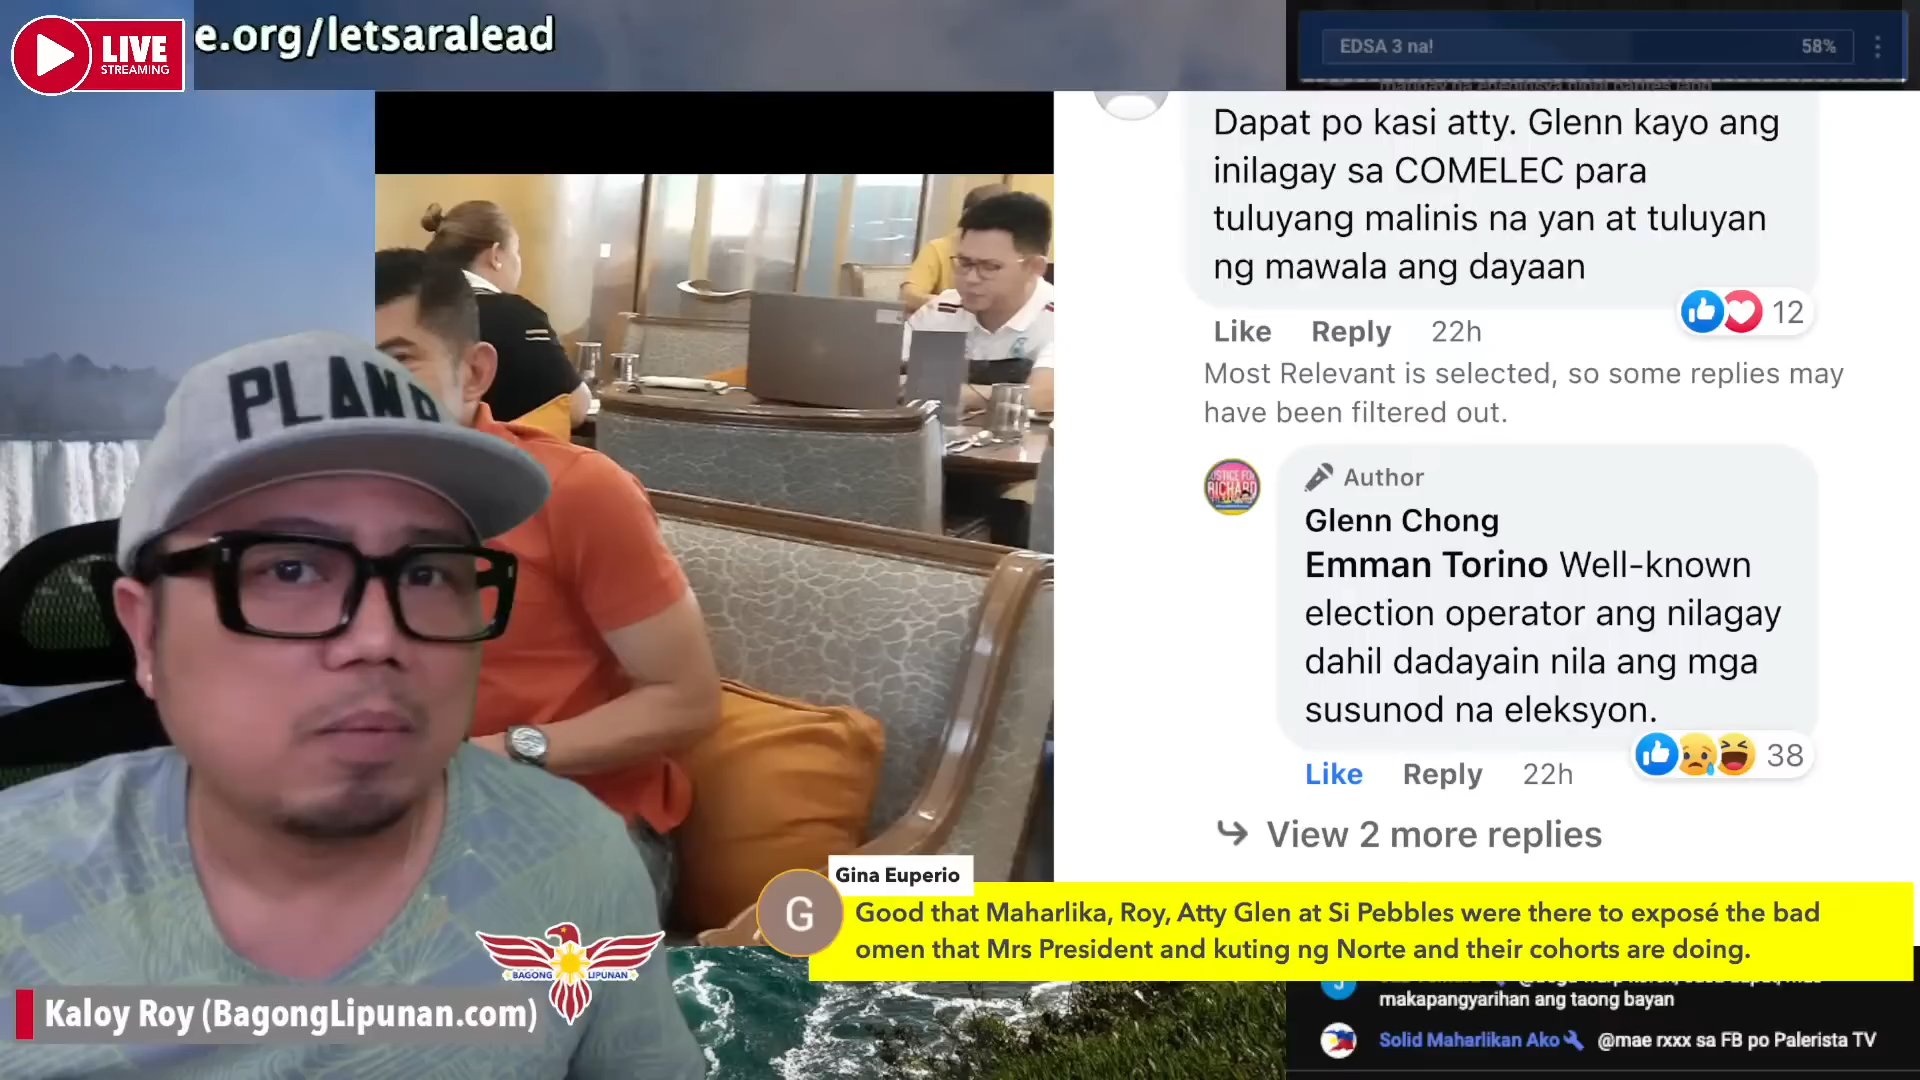 LIVE
STREAMING
e.org/letsaralead
EDSA 3 na!
58%
Dapat po kasi atty. Glenn kayo ang
inilagay sa COMELEC para
tuluyang malinis na yan at tuluyan
ng mawala ang dayaan
Like Reply 22h
12
Most Relevant is selected, so some replies may
have been filtered out.
JUSTICE FOR
RICHARD
Author
Glenn Chong
Emman Torino Well-known
election operator ang nilagay
dahil dadayain nila ang mga
susunod na eleksyon.
Like Reply 22h
38
View 2 more replies
PLAN
G
Gina Euperio
Good that Maharlika, Roy, Atty Glen at Si Pebbles were there to exposé the bad
omen that Mrs President and kuting ng Norte and their cohorts are doing.
BAGONG LIPUNAN
Kaloy Roy (BagongLipunan.com)
makapangyarihan ang taong bayan
Solid Maharlikan Ako @mae rxxx sa FB po Palerista TV